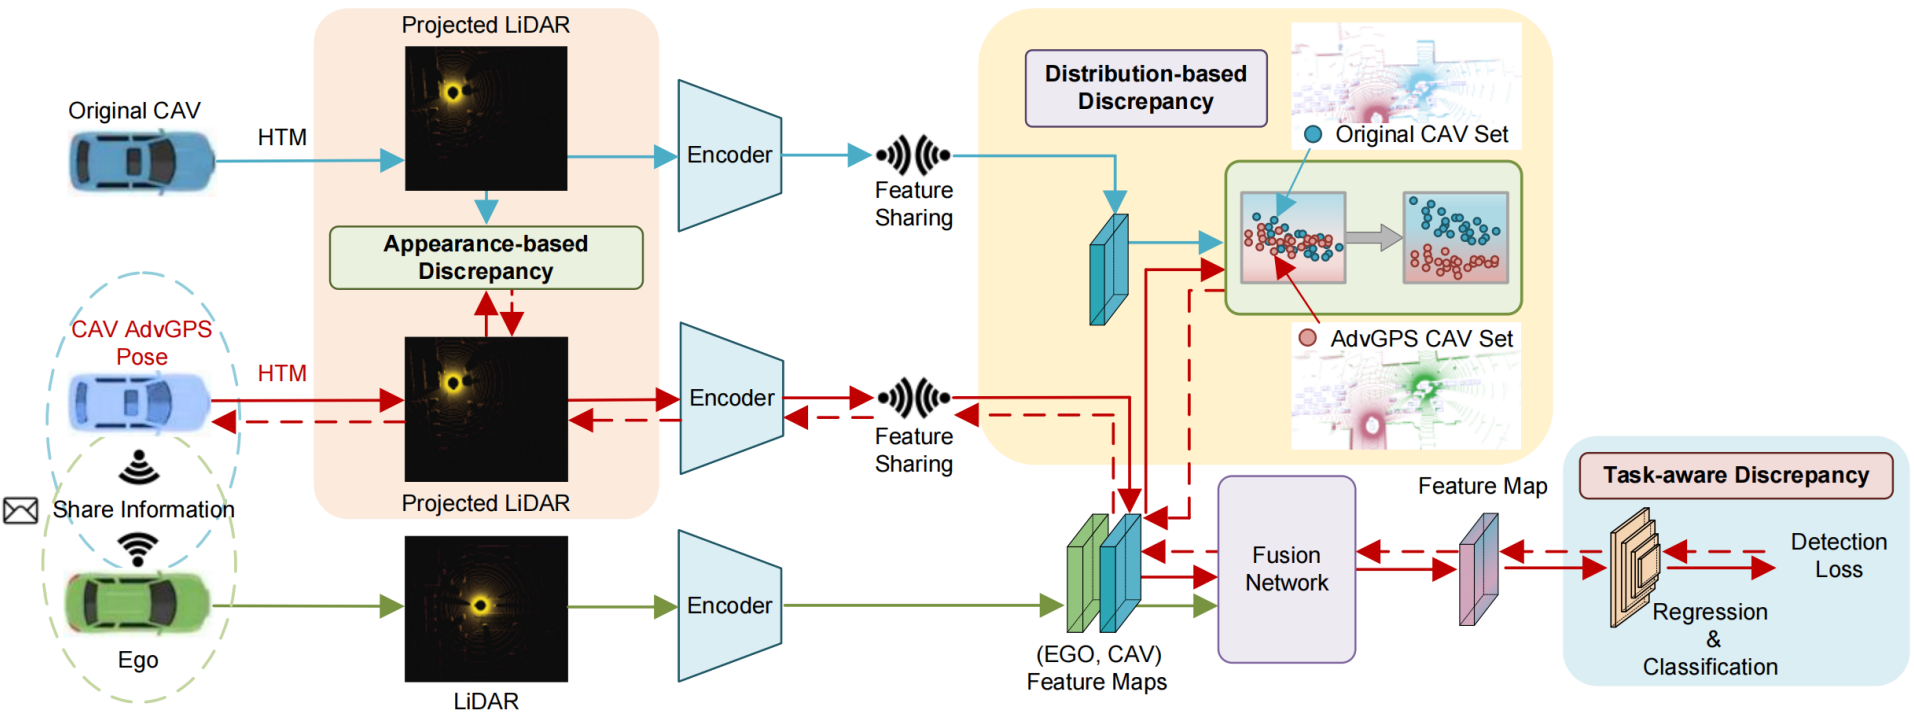 Projected LiDAR
Original CAV
HTM
Encoder
Feature
Sharing
Appearance-based
Discrepancy
Distribution-based
Discrepancy
Original CAV Set
AdvGPS CAV Set
CAV AdvGPS
Pose
HTM
Projected LiDAR
Encoder
Feature
Sharing
Share Information
Ego
LiDAR
Encoder
(EGO, CAV)
Feature Maps
Fusion
Network
Feature Map
Task-aware Discrepancy
Detection
Loss
Regression
&
Classification